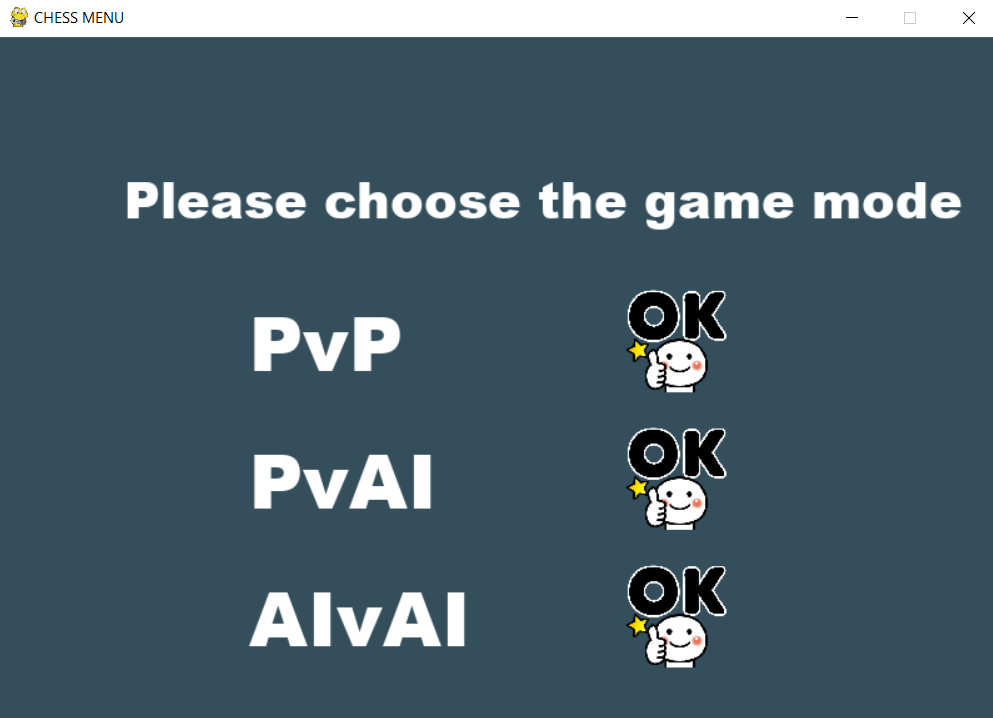 CHESS MENU
Please choose the game mode
PvP OK
PvAI OK
AIvAI OK